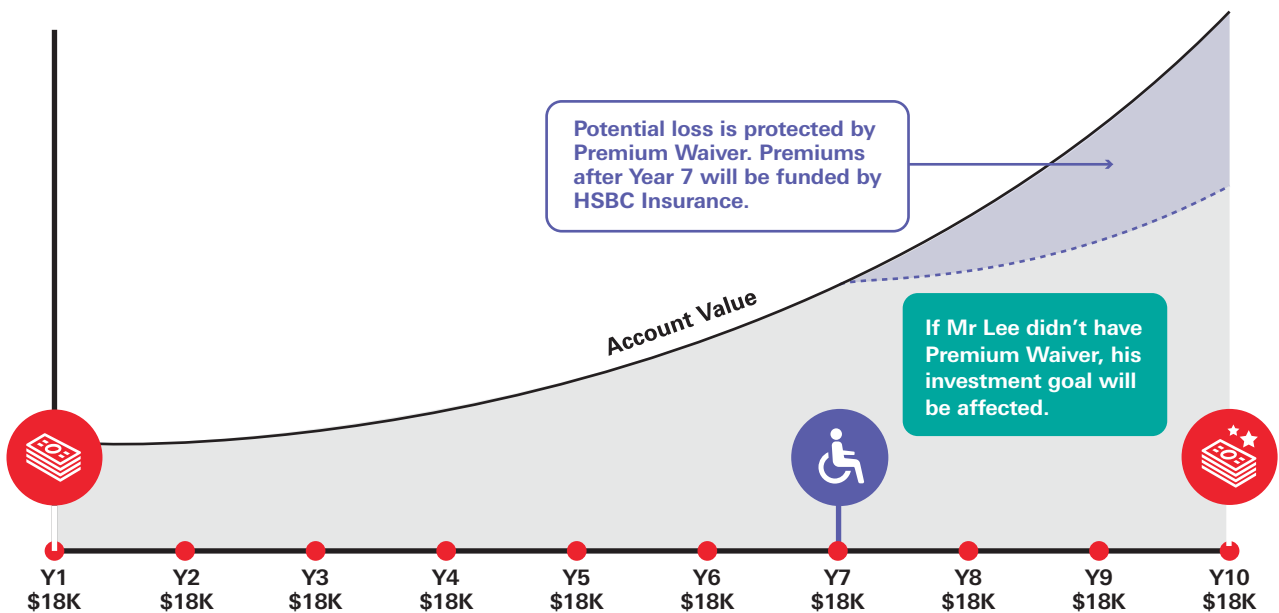 Potential loss is protected by
Premium Waiver. Premiums
after Year 7 will be funded by
HSBC Insurance.
Account Value
If Mr Lee didn’t have
Premium Waiver, his
investment goal will
be affected.
Y1 Y2 Y3 Y4 Y5 Y6 Y7 Y8 Y9 Y10
$18K $18K $18K $18K $18K $18K $18K $18K $18K $18K